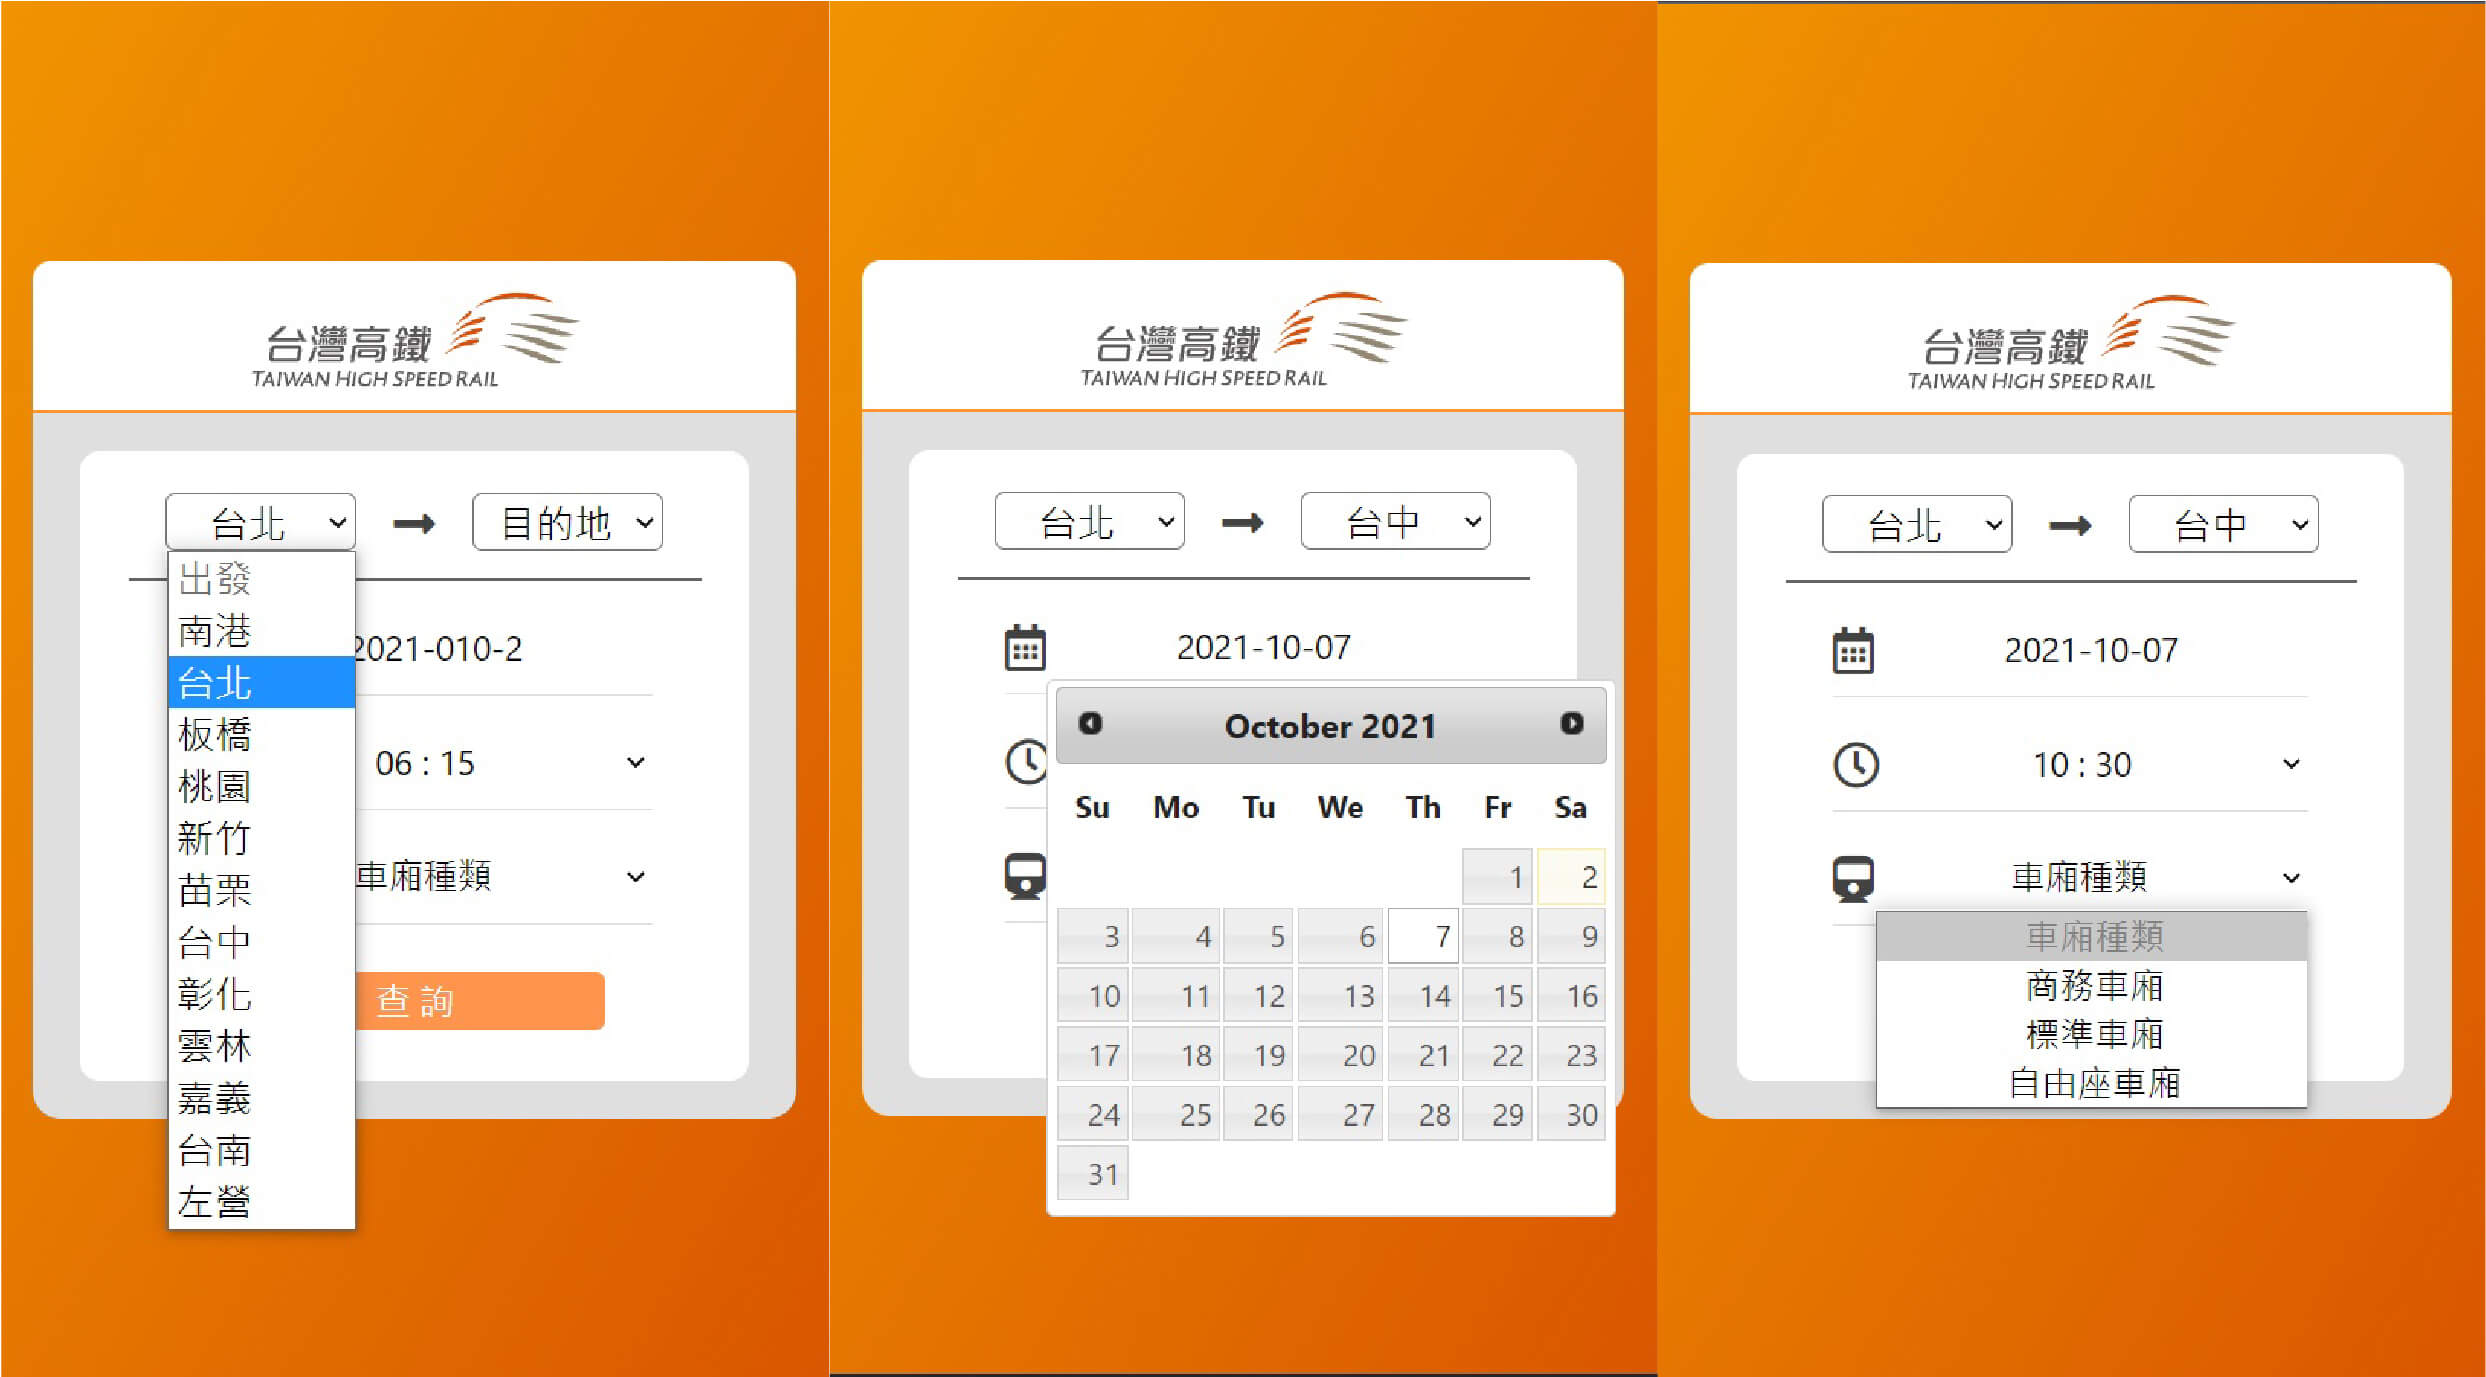 台灣高鐵
TAIWAN HIGH SPEED RAIL
台北 目的地
出發
南港
台北
板橋
桃園
新竹
苗栗
台中
彰化
雲林
嘉義
台南
左營
2021-010-2
06 : 15
車廂種類
查 詢
台灣高鐵
TAIWAN HIGH SPEED RAIL
台北 台中
2021-10-07
October 2021
Su Mo Tu We Th Fr Sa
1 2
3 4 5 6 7 8 9
10 11 12 13 14 15 16
17 18 19 20 21 22 23
24 25 26 27 28 29 30
31
台灣高鐵
TAIWAN HIGH SPEED RAIL
台北 台中
2021-10-07
10 : 30
車廂種類
車廂種類
商務車廂
標準車廂
自由座車廂